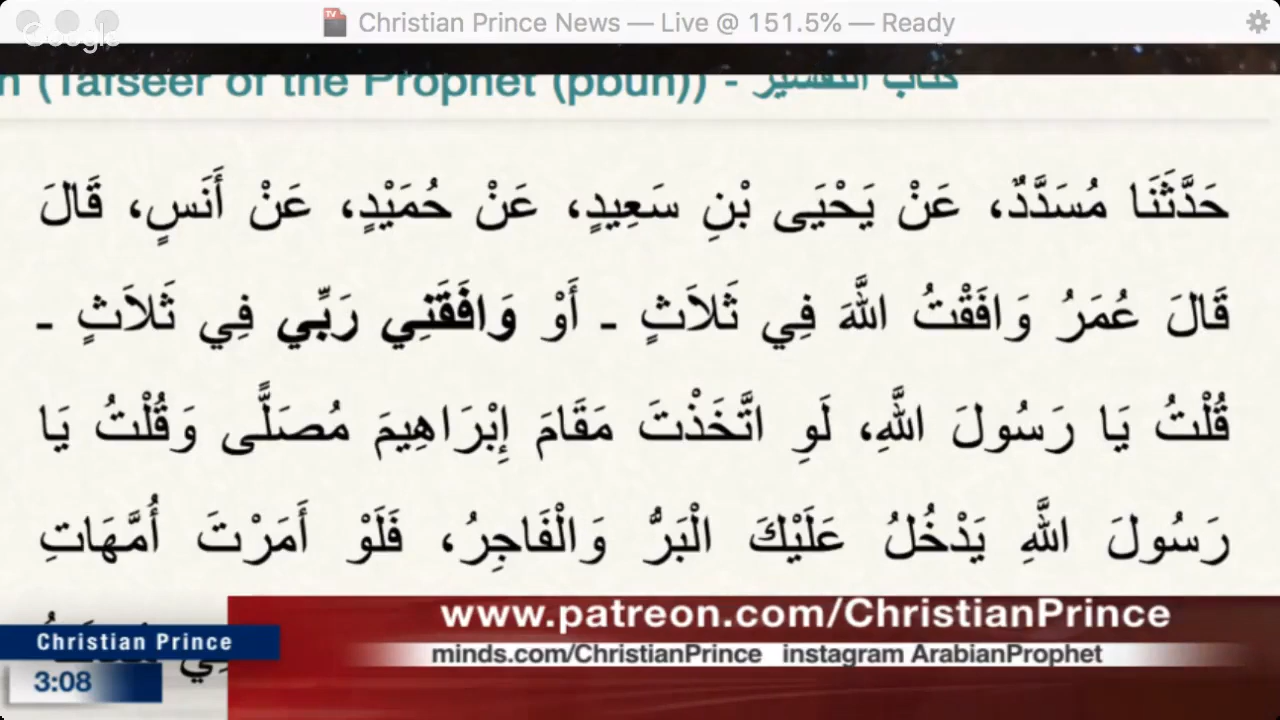 Christian Prince News — Live @ 151.5% — Ready
Google
(Tafseer of the Prophet (pbuh)) - كتاب التفسير
حَدَّثَنَا مُسَدَّدٌ، عَنْ يَحْيَى بْنِ سَعِيدٍ، عَنْ حُمَيْدٍ، عَنْ أَنَسٍ، قَالَ
قَالَ عُمَرُ وَافَقْتُ اللَّهَ فِي ثَلاَثٍ ـ أَوْ وَافَقَنِي رَبِّي فِي ثَلاَثٍ ـ
قُلْتُ يَا رَسُولَ اللَّهِ، لَوِ اتَّخَذْتَ مَقَامَ إِبْرَاهِيمَ مُصَلًّى وَقُلْتُ يَا
رَسُولَ اللَّهِ يَدْخُلُ عَلَيْكَ الْبَرُّ وَالْفَاجِرُ، فَلَوْ أَمَرْتَ أُمَّهَاتِ
www.patreon.com/ChristianPrince
Christian Prince
minds.com/ChristianPrince instagram ArabianProphet
3:08